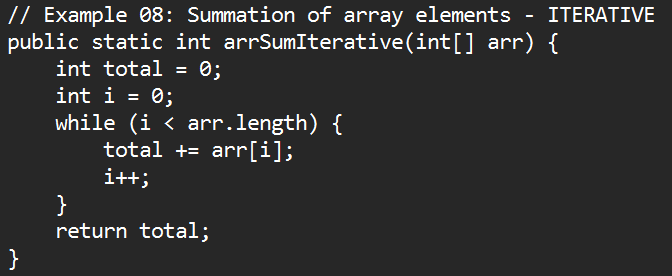 // Example 08: Summation of array elements - ITERATIVE
public static int arrSumIterative(int[] arr) {
    int total = 0;
    int i = 0;
    while (i < arr.length) {
        total += arr[i];
        i++;
    }
    return total;
}